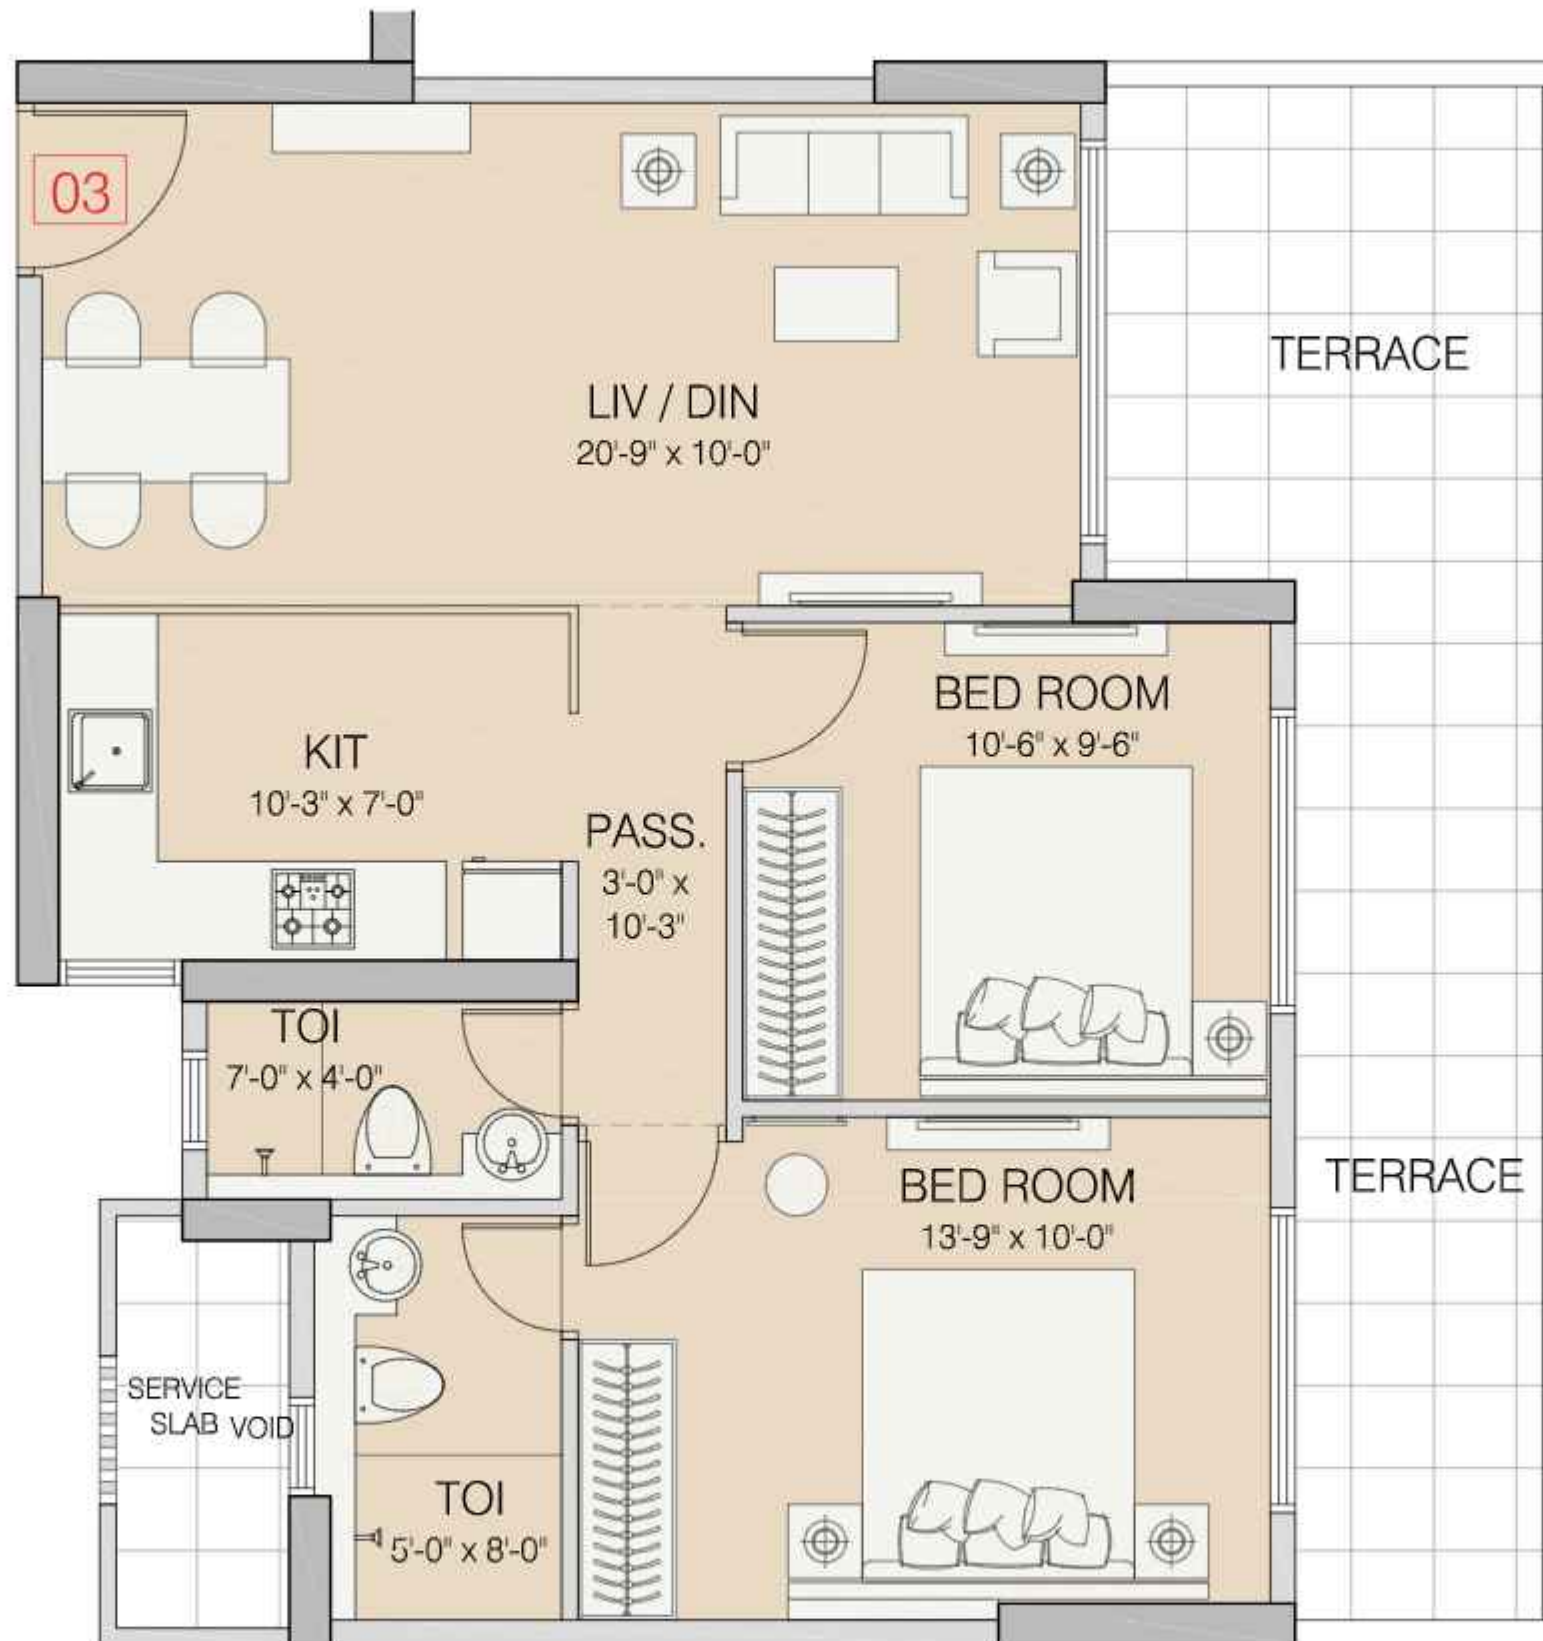 03
TERRACE
LIV / DIN
20'-9" x 10'-0"
BED ROOM
10'-6" x 9'-6"
KIT
10'-3" x 7'-0"
PASS.
3'-0" x
10'-3"
TOI
7'-0" x 4'-0"
BED ROOM
13'-9" x 10'-0"
TERRACE
SERVICE
SLAB VOID
TOI
5'-0" x 8'-0"